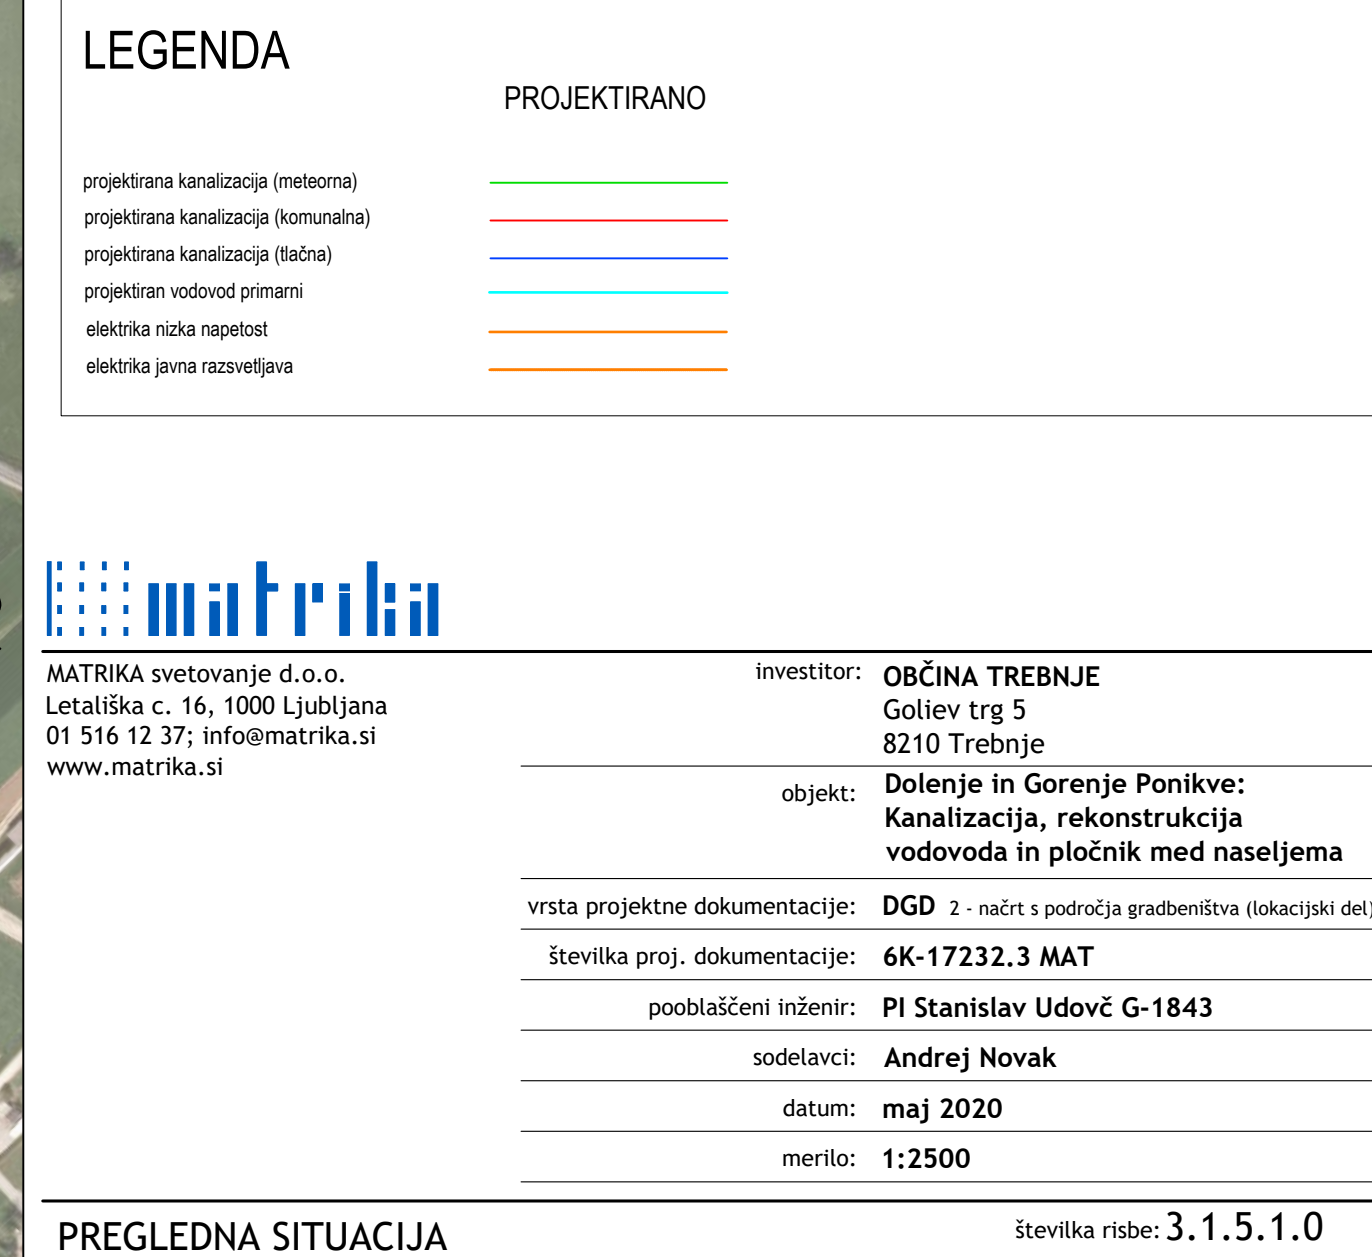 LEGENDA
PROJEKTIRANO
projektirana kanalizacija (meteorna)
projektirana kanalizacija (komunalna)
projektirana kanalizacija (tlačna)
projektiran vodovod primarni
elektrika nizka napetost
elektrika javna razsvetljava
matrika
MATRIKA svetovanje d.o.o.
Letališka c. 16, 1000 Ljubljana
01 516 12 37; info@matrika.si
www.matrika.si
investitor: OBČINA TREBNJE
Goliev trg 5
8210 Trebnje
objekt: Dolenje in Gorenje Ponikve:
Kanalizacija, rekonstrukcija
vodovoda in pločnik med naseljema
vrsta projektne dokumentacije: DGD 2 - načrt s področja gradbeništva (lokacijski del)
številka proj. dokumentacije: 6K-17232.3 MAT
pooblaščeni inženir: PI Stanislav Udovč G-1843
sodelavci: Andrej Novak
datum: maj 2020
merilo: 1:2500
PREGLEDNA SITUACIJA
številka risbe: 3.1.5.1.0